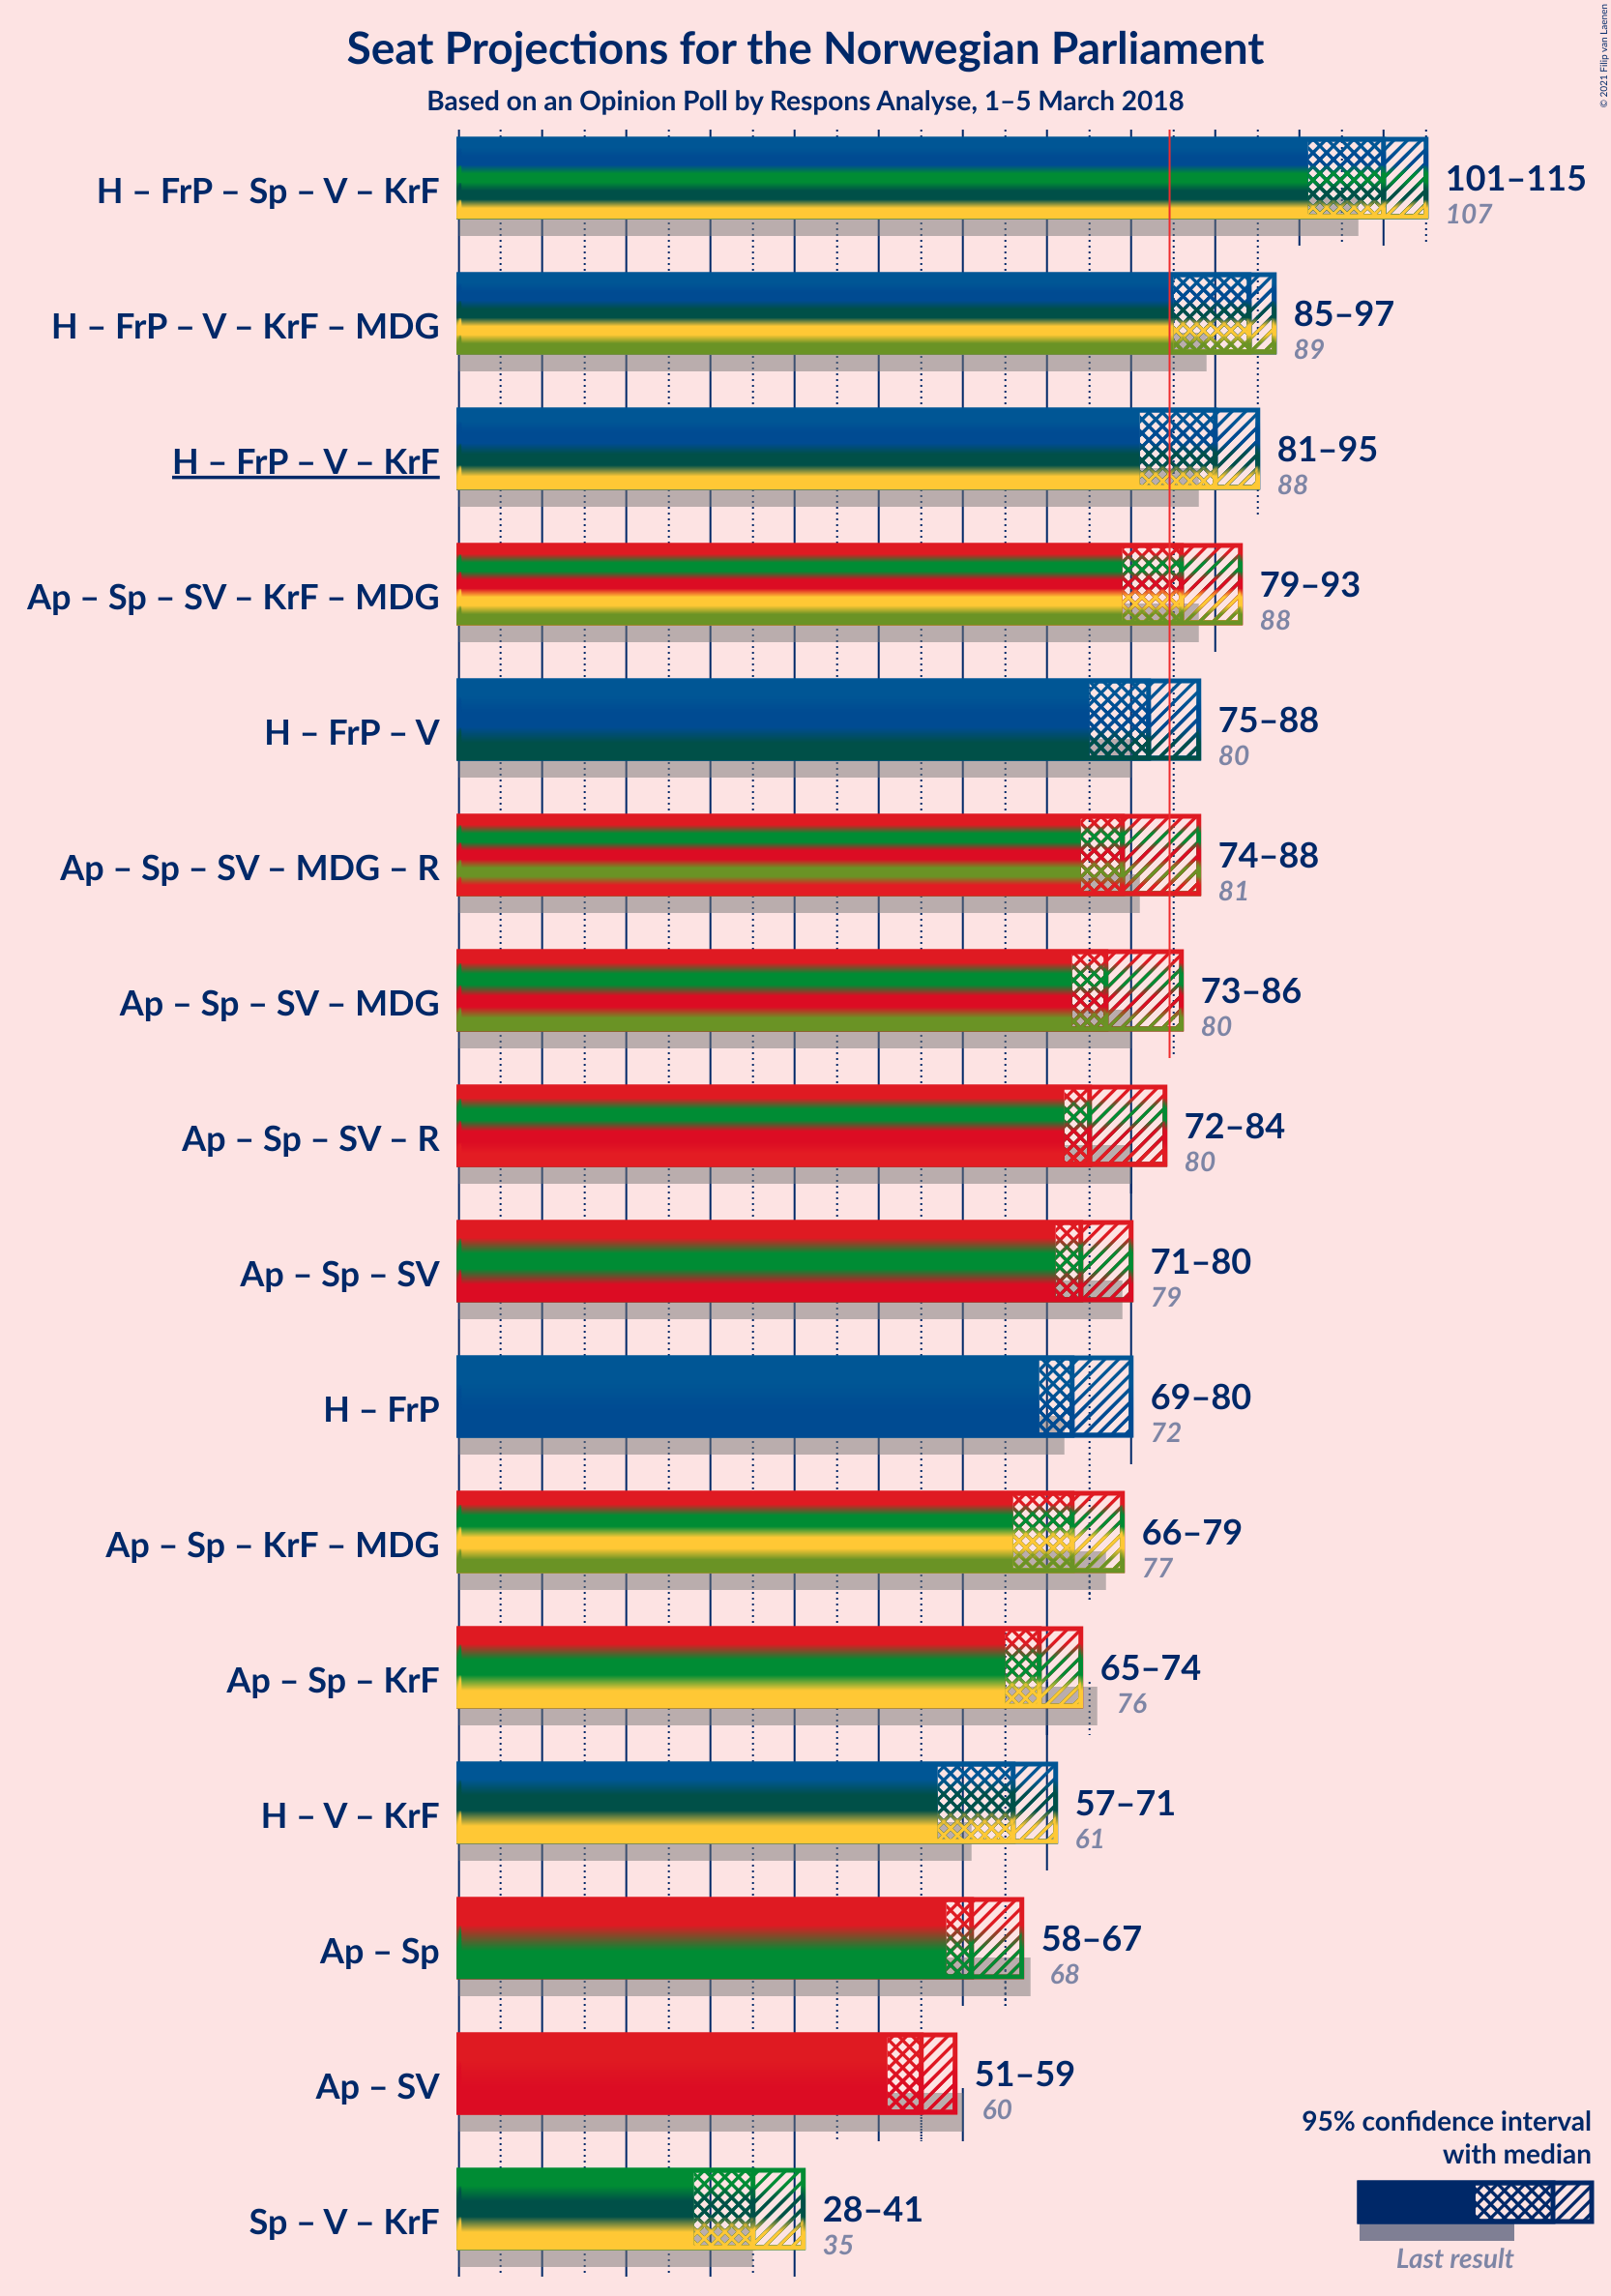 Seat Projections for the Norwegian Parliament
Based on an Opinion Poll by Respons Analyse, 1–5 March 2018
© 2021 Filip van Laenen
H – FrP – Sp – V – KrF
101–115
107
H – FrP – V – KrF – MDG
85–97
89
H – FrP – V – KrF
81–95
88
Ap – Sp – SV – KrF – MDG
79–93
88
H – FrP – V
75–88
80
Ap – Sp – SV – MDG – R
74–88
81
Ap – Sp – SV – MDG
73–86
80
Ap – Sp – SV – R
72–84
80
Ap – Sp – SV
71–80
79
H – FrP
69–80
72
Ap – Sp – KrF – MDG
66–79
77
Ap – Sp – KrF
65–74
76
H – V – KrF
57–71
61
Ap – Sp
58–67
68
Ap – SV
51–59
60
Sp – V – KrF
28–41
35
95% confidence interval
with median
Last result